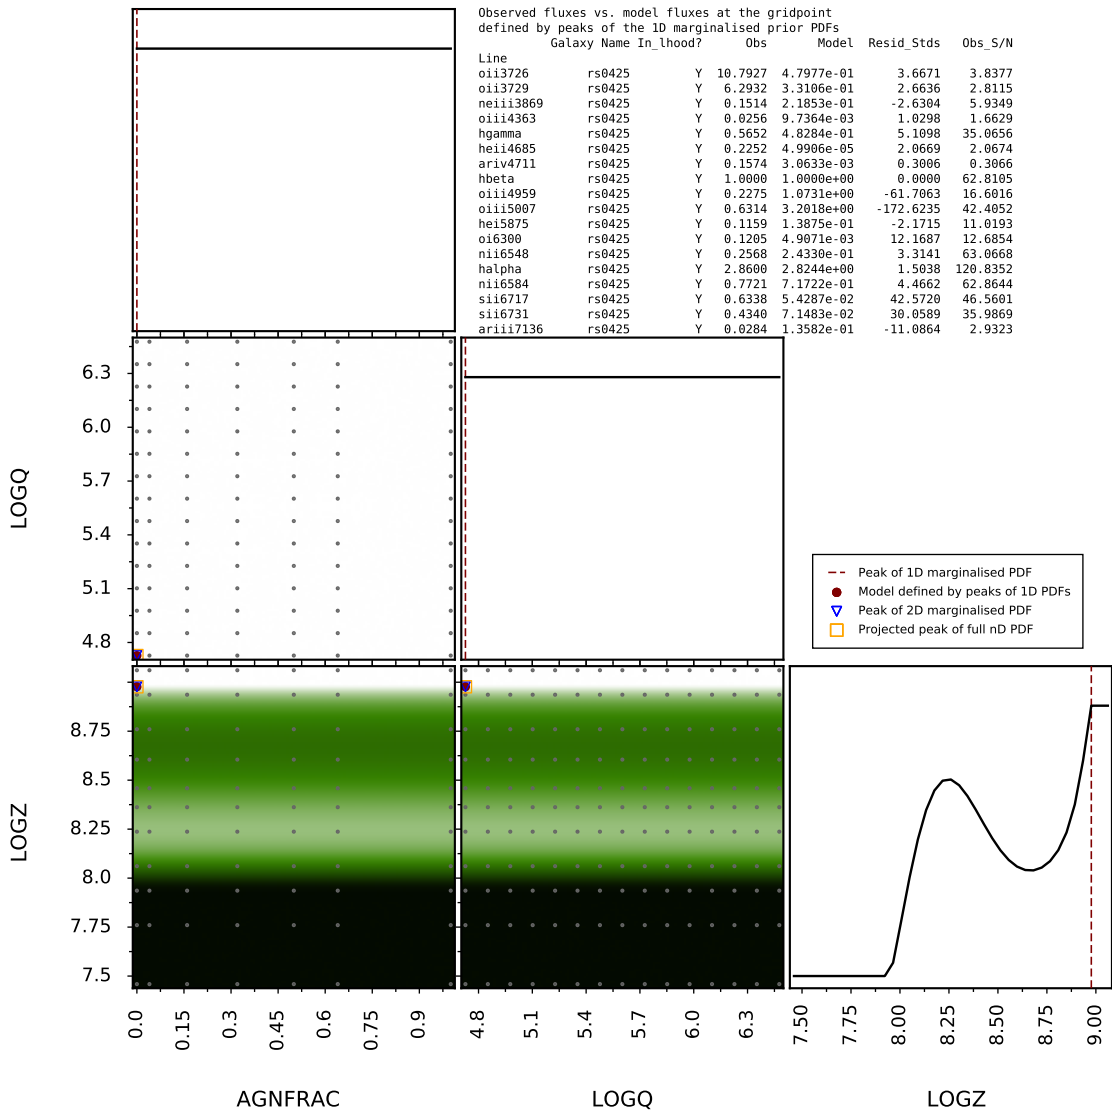 Observed fluxes vs. model fluxes at the gridpoint
defined by peaks of the 1D marginalised prior PDFs
Galaxy Name In_lhood? Obs Model Resid_Stds Obs_S/N
Line
oii3726 rs0425 Y 10.7927 4.7977e-01 3.6671 3.8377
oii3729 rs0425 Y 6.2932 3.3106e-01 2.6636 2.8115
neiii3869 rs0425 Y 0.1514 2.1853e-01 -2.6304 5.9349
oiii4363 rs0425 Y 0.0256 9.7364e-03 1.0298 1.6629
hgamma rs0425 Y 0.5652 4.8284e-01 5.1098 35.0656
heii4685 rs0425 Y 0.2252 4.9906e-05 2.0669 2.0674
ariv4711 rs0425 Y 0.1574 3.0633e-03 0.3006 0.3066
hbeta rs0425 Y 1.0000 1.0000e+00 0.0000 62.8105
oiii4959 rs0425 Y 0.2275 1.0731e+00 -61.7063 16.6016
oiii5007 rs0425 Y 0.6314 3.2018e+00 -172.6235 42.4052
hei5875 rs0425 Y 0.1159 1.3875e-01 -2.1715 11.0193
oi6300 rs0425 Y 0.1205 4.9071e-03 12.1687 12.6854
nii6548 rs0425 Y 0.2568 2.4330e-01 3.3141 63.0668
halpha rs0425 Y 2.8600 2.8244e+00 1.5038 120.8352
nii6584 rs0425 Y 0.7721 7.1722e-01 4.4662 62.8644
sii6717 rs0425 Y 0.6338 5.4287e-02 42.5720 46.5601
sii6731 rs0425 Y 0.4340 7.1483e-02 30.0589 35.9869
ariii7136 rs0425 Y 0.0284 1.3582e-01 -11.0864 2.9323
LOGQ
6.3
6.0
5.7
5.4
5.1
4.8
Peak of 1D marginalised PDF
Model defined by peaks of 1D PDFs
Peak of 2D marginalised PDF
Projected peak of full nD PDF
LOGZ
8.75
8.5
8.25
8.0
7.75
7.5
0.0 0.15 0.3 0.45 0.6 0.75 0.9
4.8 5.1 5.4 5.7 6.0 6.3
7.50 7.75 8.00 8.25 8.50 8.75 9.00
AGNFRAC LOGQ LOGZ